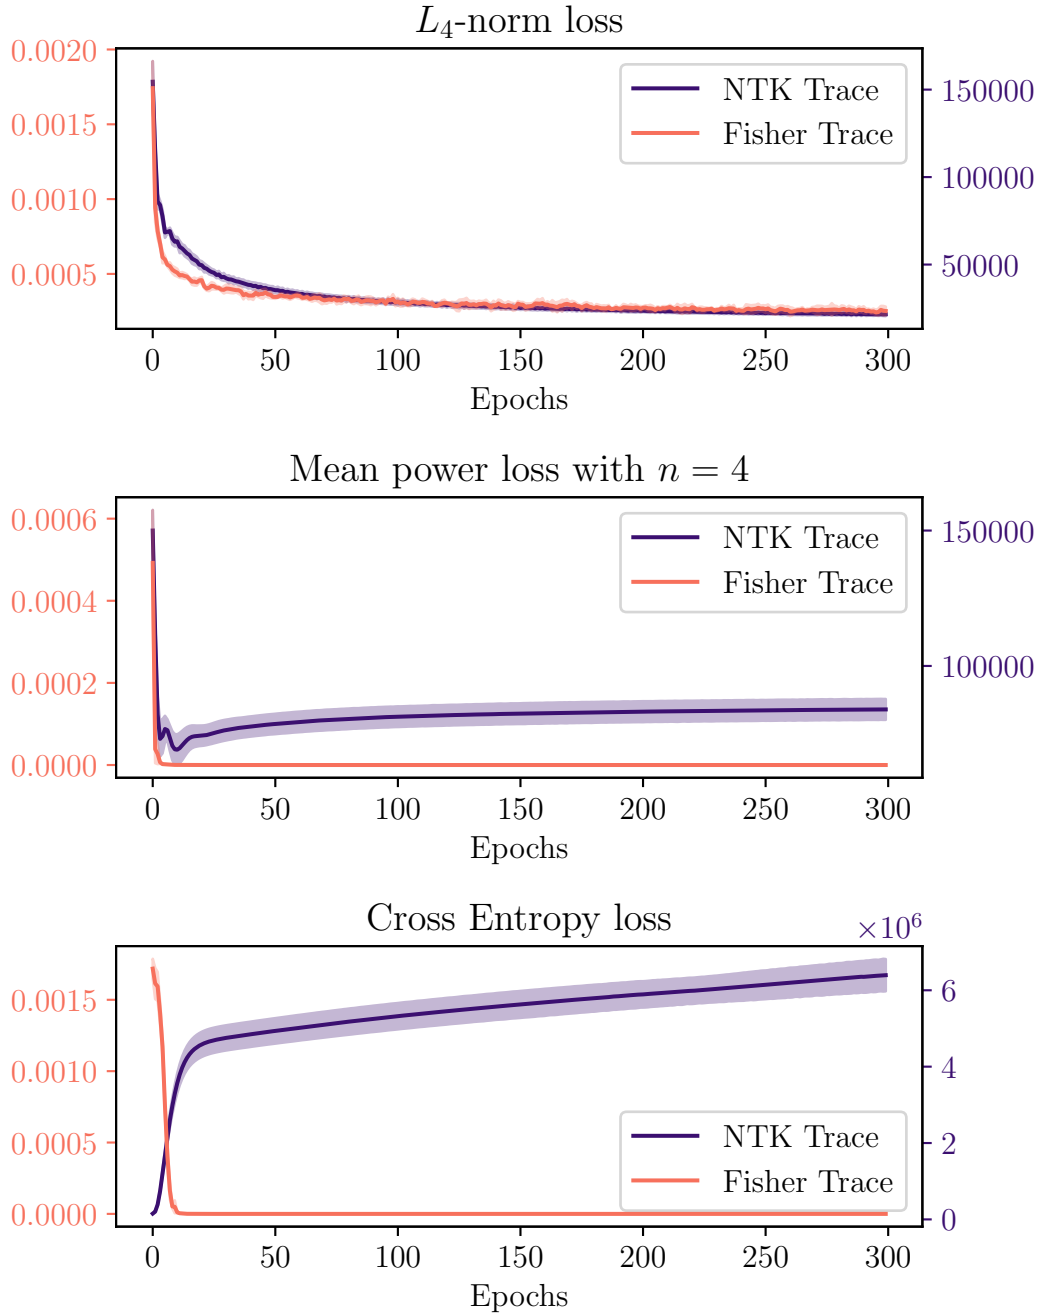 L₄-norm loss
0.0020
0.0015
0.0010
0.0005
150000
100000
50000
NTK Trace
Fisher Trace
0 50 100 150 200 250 300
Epochs
Mean power loss with n = 4
0.0006
0.0004
0.0002
0.0000
150000
100000
NTK Trace
Fisher Trace
0 50 100 150 200 250 300
Epochs
Cross Entropy loss
×10⁶
0.0015
0.0010
0.0005
0.0000
6
4
2
0
NTK Trace
Fisher Trace
0 50 100 150 200 250 300
Epochs